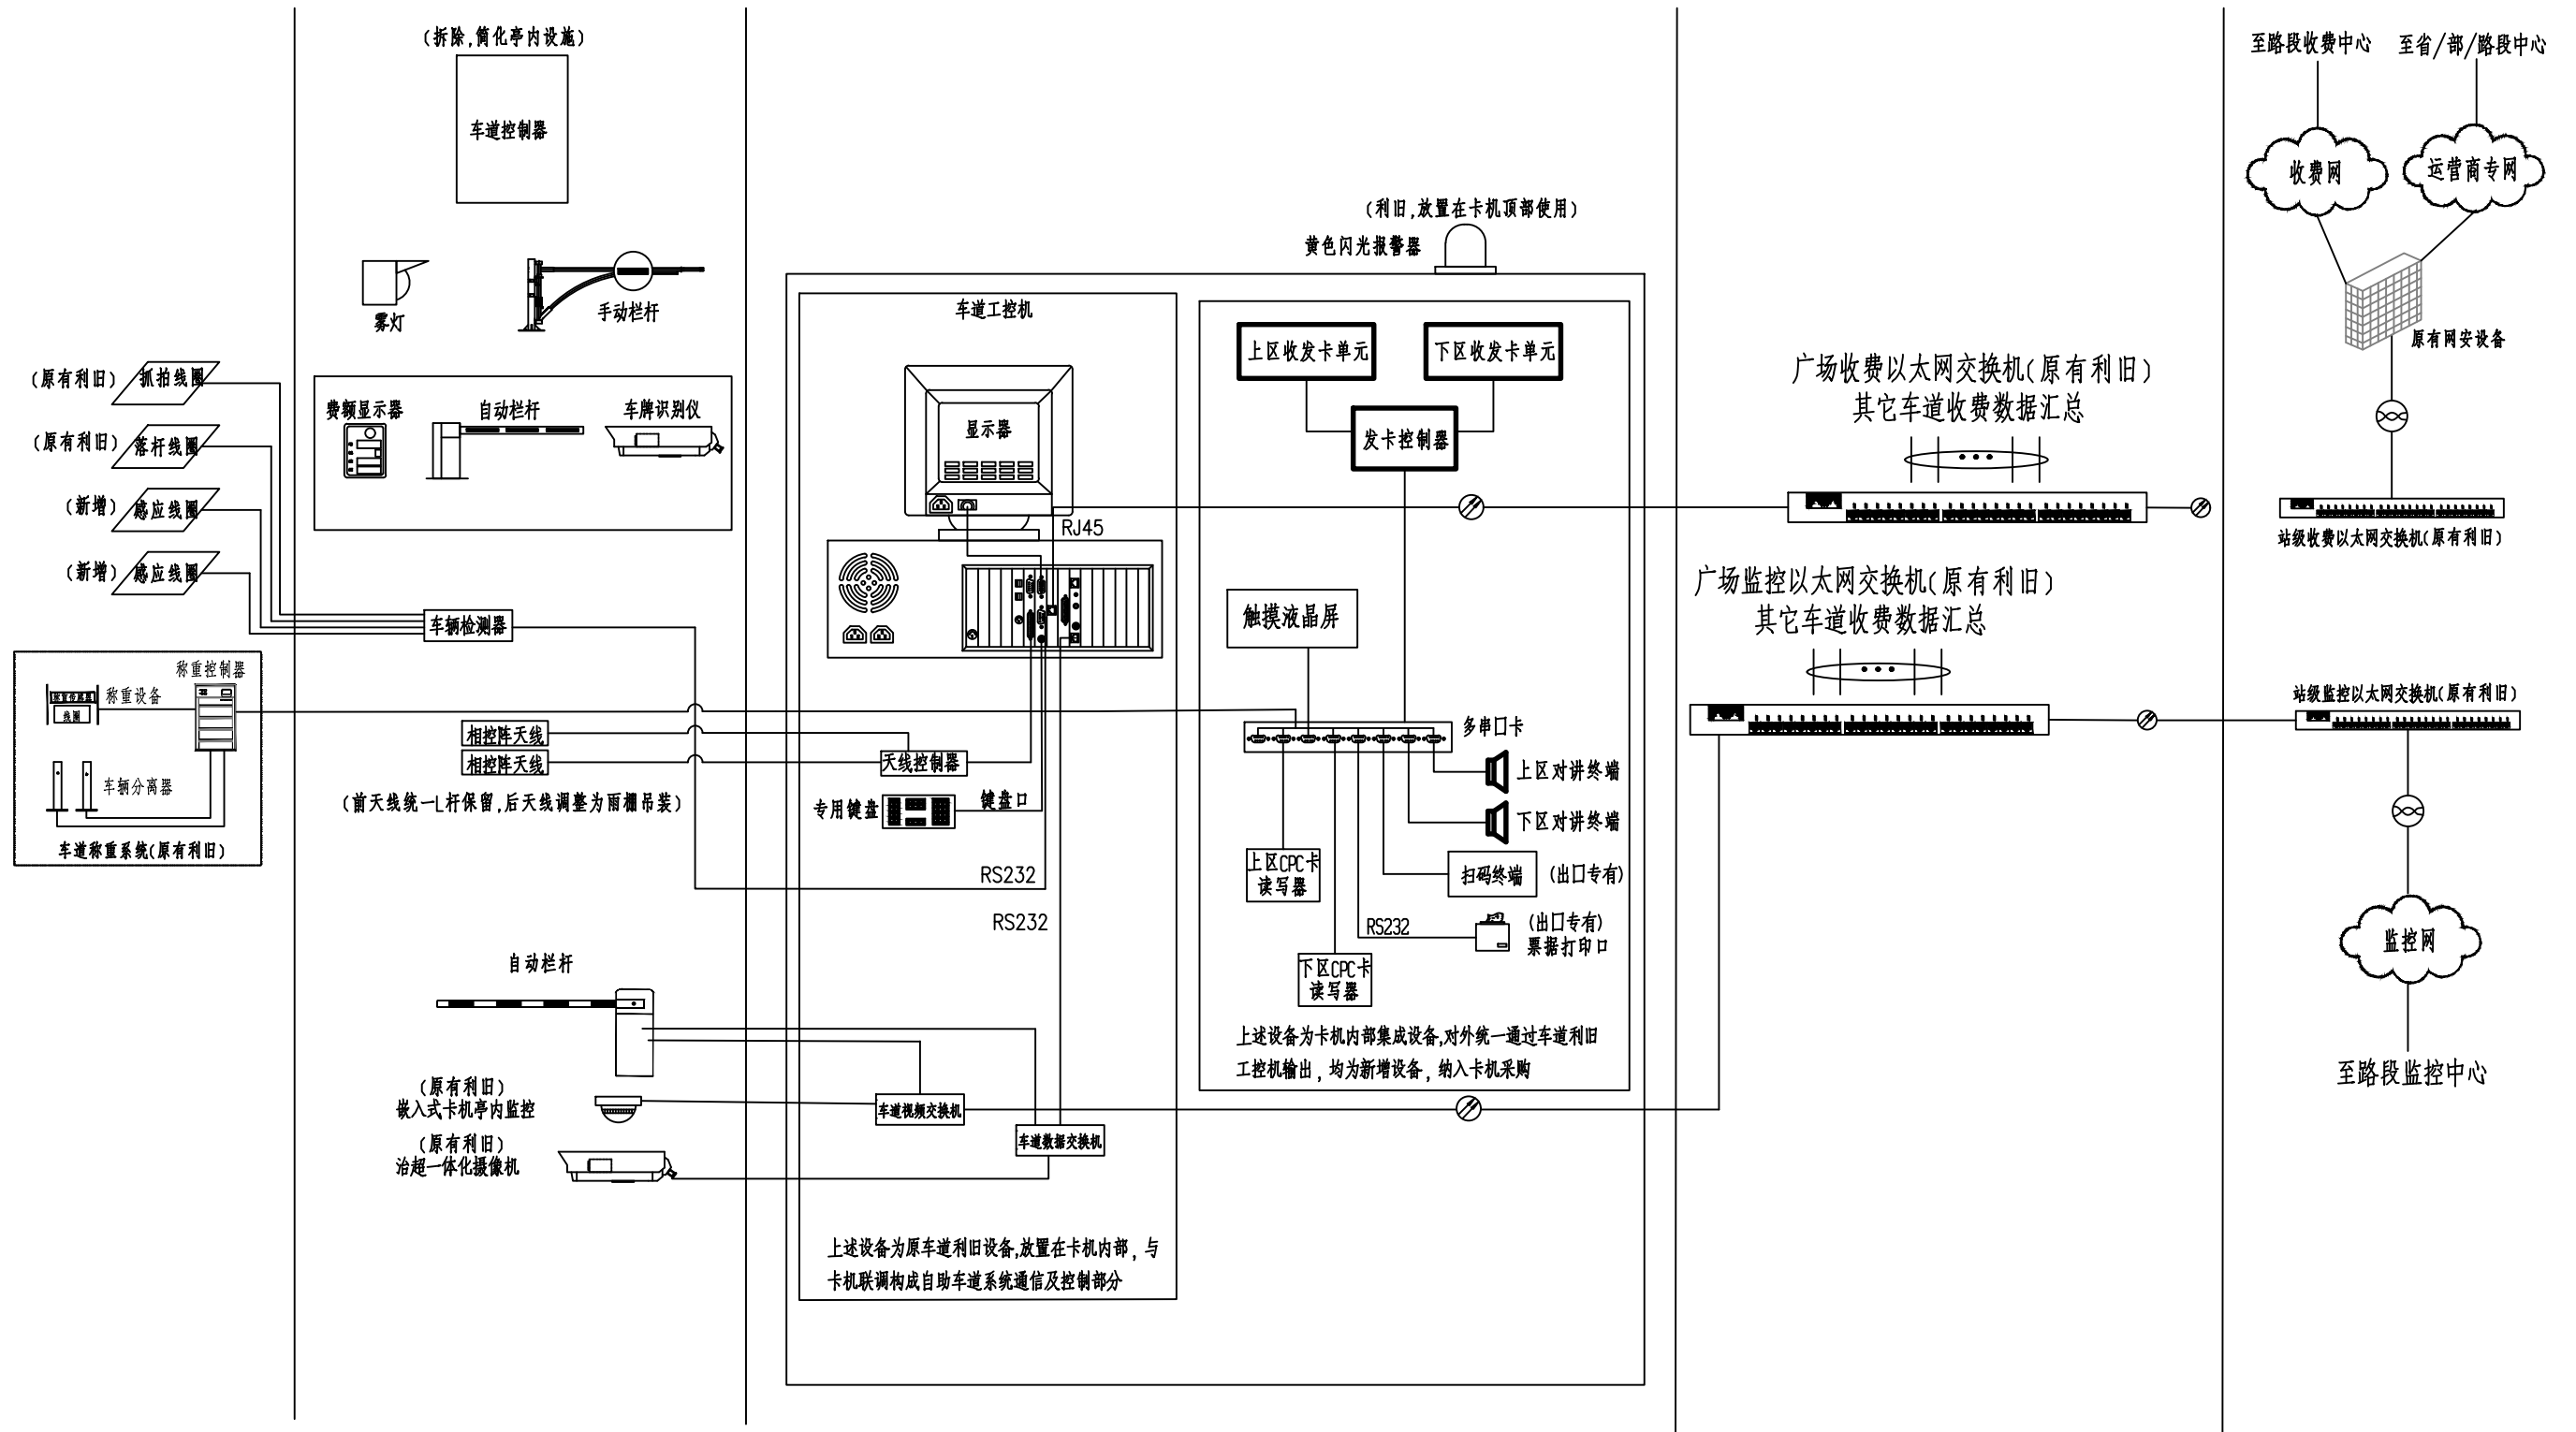 (拆除,简化亭内设施)
车道控制器
雾灯
手动栏杆
费额显示器
自动栏杆
车牌识别仪
(原有利旧)
抓拍线圈
(原有利旧)
落杆线圈
(新增)
感应线圈
(新增)
感应线圈
车辆检测器
称重控制器
称重设备
线圈
车辆分离器
车道称重系统(原有利旧)
相控阵天线
相控阵天线
(前天线统一L杆保留,后天线调整为雨棚吊装)
自动栏杆
(原有利旧)
嵌入式卡机亭内监控
(原有利旧)
治超一体化摄像机
车道工控机
显示器
RJ45
天线控制器
专用键盘
键盘口
RS232
RS232
车道视频交换机
车道数据交换机
上述设备为原车道利旧设备,放置在卡机内部，与
卡机联调构成自助车道系统通信及控制部分
(利旧,放置在卡机顶部使用)
黄色闪光报警器
上区收发卡单元
下区收发卡单元
发卡控制器
触摸液晶屏
多串口卡
上区对讲终端
下区对讲终端
上区CPC卡
读写器
扫码终端
(出口专有)
RS232
(出口专有)
票据打印口
下区CPC卡
读写器
上述设备为卡机内部集成设备,对外统一通过车道利旧
工控机输出，均为新增设备，纳入卡机采购
广场收费以太网交换机(原有利旧)
其它车道收费数据汇总
广场监控以太网交换机(原有利旧)
其它车道收费数据汇总
至路段收费中心
至省/部/路段中心
收费网
运营商专网
原有网安设备
站级收费以太网交换机(原有利旧)
站级监控以太网交换机(原有利旧)
监控网
至路段监控中心